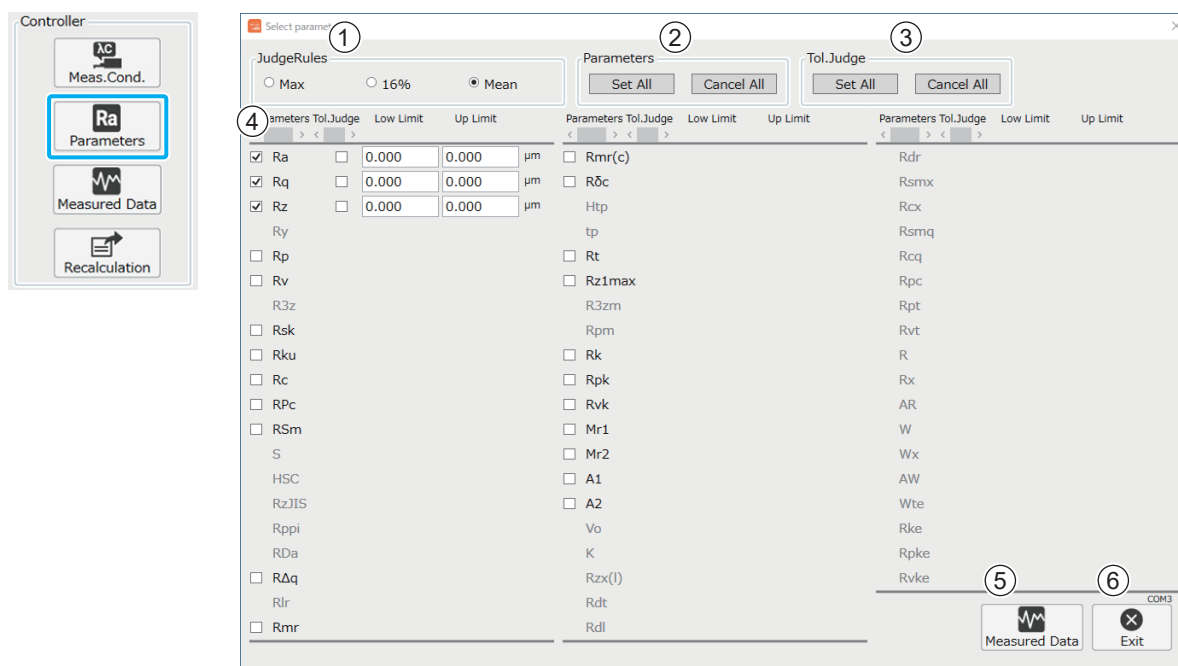 Controller
λC
Meas.Cond.
Ra
Parameters
Measured Data
Recalculation
Select paramet
1
2
3
JudgeRules
Parameters
Tol.Judge
Max
16%
Mean
Set All
Cancel All
Set All
Cancel All
4
ameters Tol.Judge Low Limit Up Limit
Parameters Tol.Judge Low Limit Up Limit
Parameters Tol.Judge Low Limit Up Limit
Ra 0.000 0.000 µm
Rq 0.000 0.000 µm
Rz 0.000 0.000 µm
Ry
Rp
Rv
R3z
Rsk
Rku
Rc
RPc
RSm
S
HSC
RzJIS
Rppi
RDa
RΔq
Rlr
Rmr
Rmr(c)
Rδc
Htp
tp
Rt
Rz1max
R3zm
Rpm
Rk
Rpk
Rvk
Mr1
Mr2
A1
A2
Vo
K
Rzx(l)
Rdt
Rdl
Rdr
Rsmx
Rcx
Rsmq
Rcq
Rpc
Rpt
Rvt
R
Rx
AR
W
Wx
AW
Wte
Rke
Rpke
Rvke
5
6
COM3
Measured Data
Exit